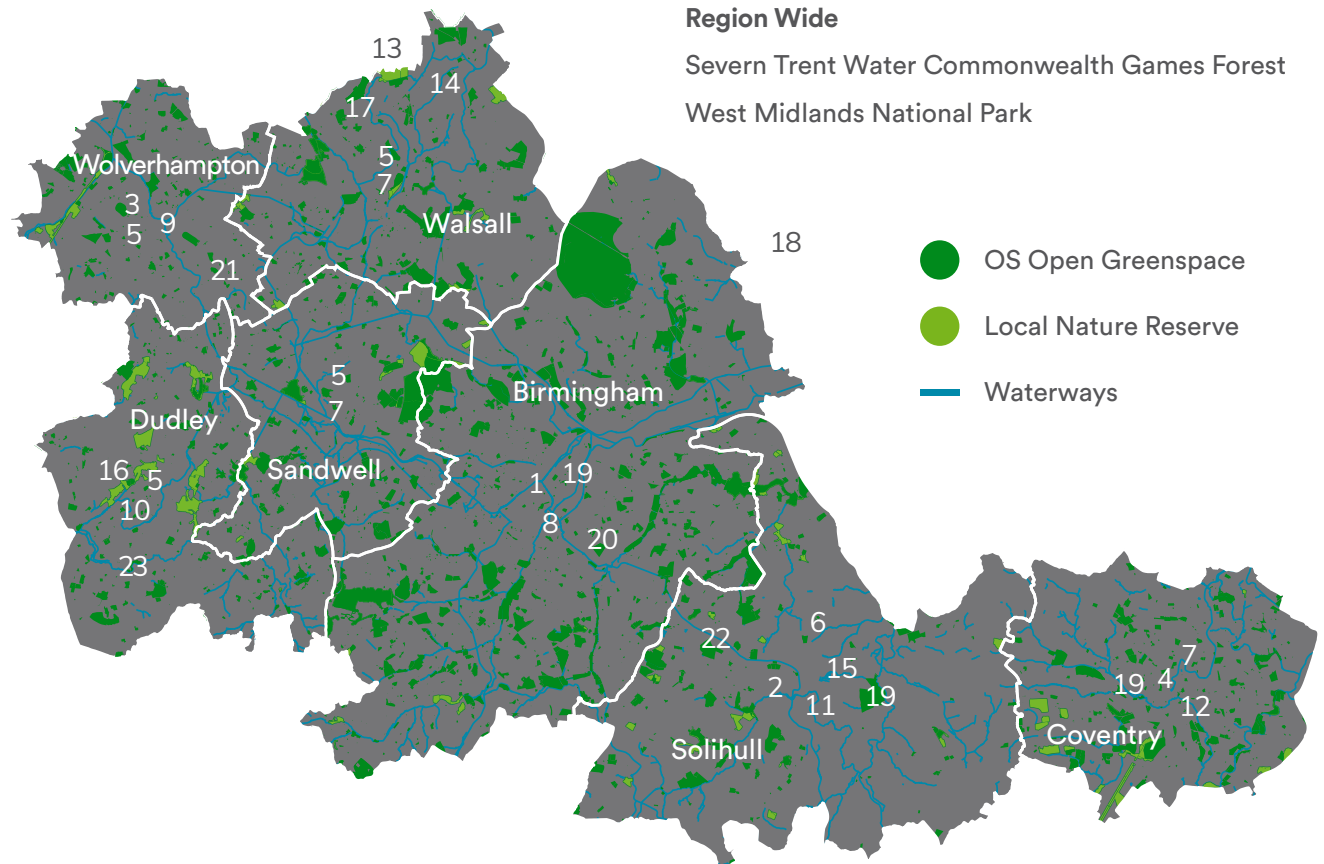 Region Wide
Severn Trent Water Commonwealth Games Forest
West Midlands National Park
13
14
17
5
7
Wolverhampton
3
5
9
21
Walsall
18
OS Open Greenspace
Local Nature Reserve
Waterways
5
7
Birmingham
Dudley
Sandwell
16
5
10
23
1
19
8
20
6
22
15
2
11
19
Solihull
7
19
4
12
Coventry